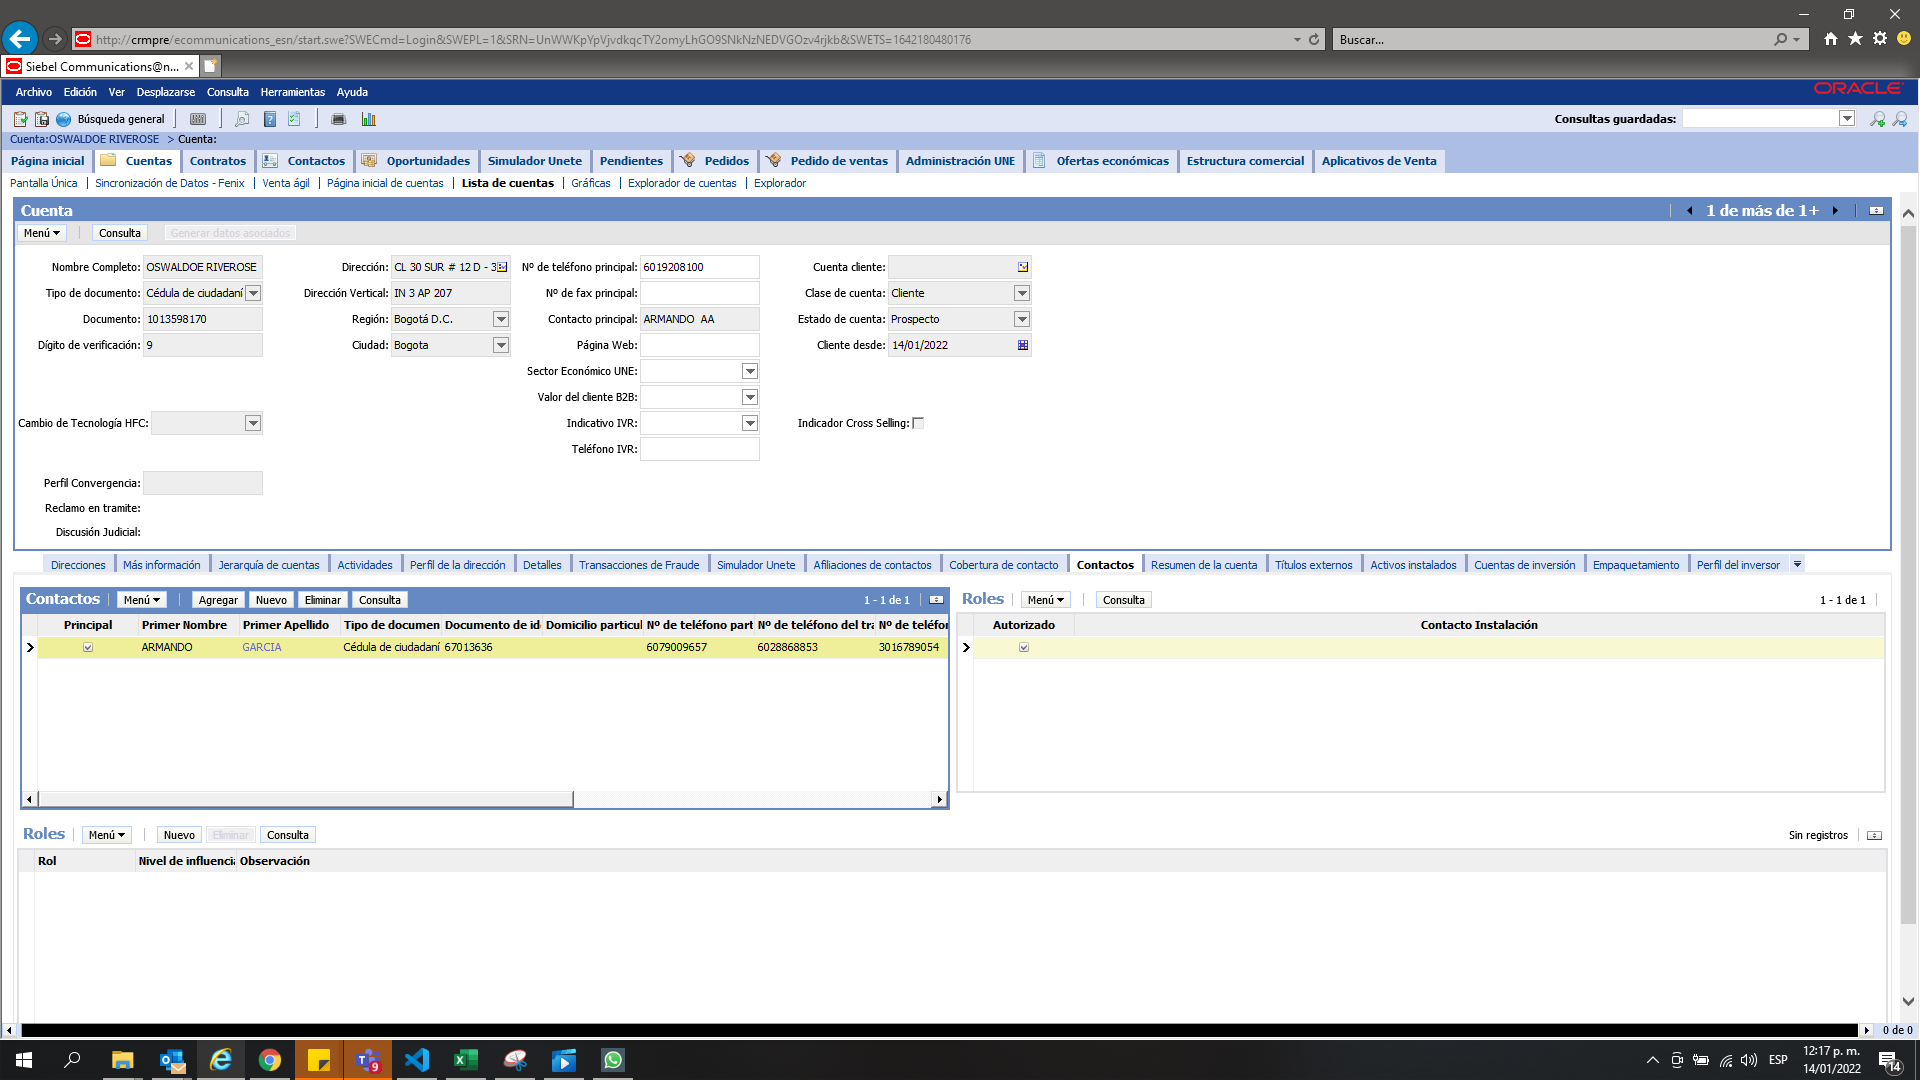 http://crmpre/ecommunications_esn/start.swe?SWECmd=Login&SWEPL=1&SRN=UnWWKpYpVjvdkqcTY2omyLhGO9SNkNzNEDVGOzv4rjkb&SWETS=1642180480176
Buscar...
Siebel Communications@n...
Archivo Edición Ver Desplazarse Consulta Herramientas Ayuda
ORACLE
Búsqueda general
Consultas guardadas:
Cuenta:OSWALDOE RIVEROSE > Cuenta:
Página inicial Cuentas Contratos Contactos Oportunidades Simulador Unete Pendientes Pedidos Pedido de ventas Administración UNE Ofertas económicas Estructura comercial Aplicativos de Venta
Pantalla Única Sincronización de Datos - Fenix Venta ágil Página inicial de cuentas Lista de cuentas Gráficas Explorador de cuentas Explorador
Cuenta
1 de más de 1+
Menú Consulta Generar datos asociados
Nombre Completo: OSWALDOE RIVEROSE Dirección: CL 30 SUR # 12 D - 3 Nº de teléfono principal: 6019208100 Cuenta cliente:
Tipo de documento: Cédula de ciudadaní Dirección Vertical: IN 3 AP 207 Nº de fax principal: Clase de cuenta: Cliente
Documento: 1013598170 Región: Bogotá D.C. Contacto principal: ARMANDO AA Estado de cuenta: Prospecto
Dígito de verificación: 9 Ciudad: Bogota Página Web: Cliente desde: 14/01/2022
Sector Económico UNE:
Valor del cliente B2B:
Cambio de Tecnología HFC: Indicativo IVR: Indicador Cross Selling:
Teléfono IVR:
Perfil Convergencia:
Reclamo en tramite:
Discusión Judicial:
Direcciones Más información Jerarquía de cuentas Actividades Perfil de la dirección Detalles Transacciones de Fraude Simulador Unete Afiliaciones de contactos Cobertura de contacto Contactos Resumen de la cuenta Títulos externos Activos instalados Cuentas de inversión Empaquetamiento Perfil del inversor
Contactos Menú Agregar Nuevo Eliminar Consulta 1 - 1 de 1
Roles Menú Consulta 1 - 1 de 1
Principal Primer Nombre Primer Apellido Tipo de documen Documento de id Domicilio particul Nº de teléfono part Nº de teléfono del tra Nº de teléfon
Autorizado Contacto Instalación
ARMANDO GARCIA Cédula de ciudadaní 67013636 6079009657 6028868853 3016789054
Roles Menú Nuevo Eliminar Consulta Sin registros
Rol Nivel de influencia Observación
0 de 0
9
ESP
12:17 p. m.
14/01/2022
14